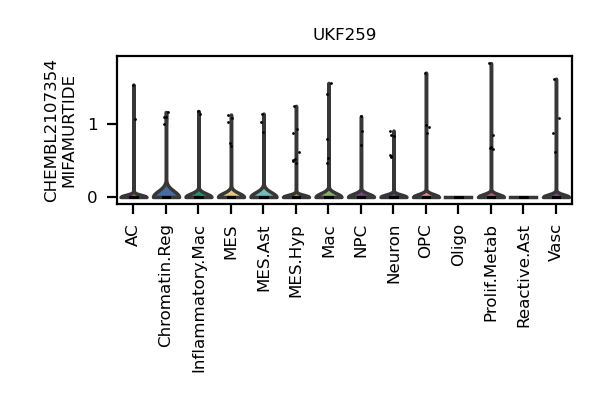 UKF259
CHEMBL2107354
MIFAMURTIDE
1
0
AC
Chromatin.Reg
Inflammatory.Mac
MES
MES.Ast
MES.Hyp
Mac
NPC
Neuron
OPC
Oligo
Prolif.Metab
Reactive.Ast
Vasc